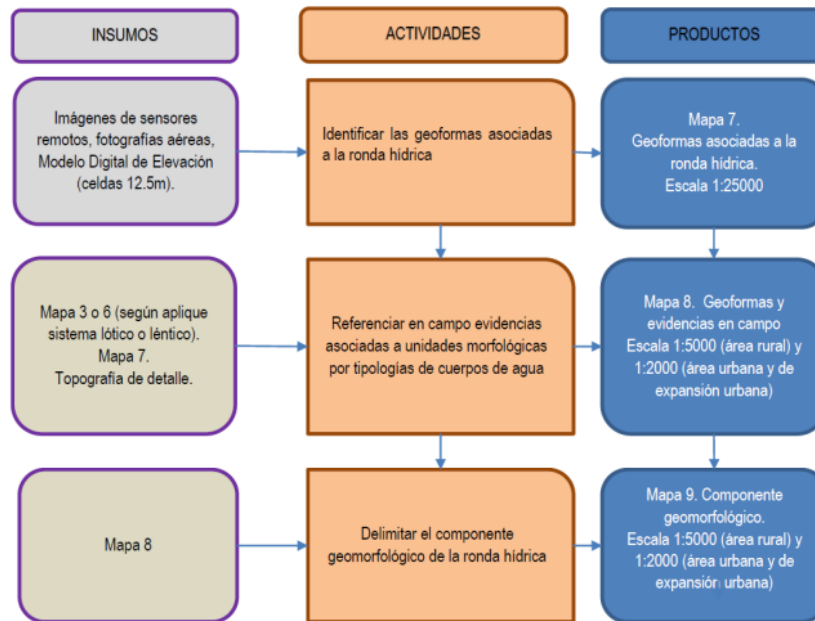 INSUMOS
ACTIVIDADES
PRODUCTOS
Imágenes de sensores
remotos, fotografías aéreas,
Modelo Digital de Elevación
(celdas 12.5m).
Identificar las geoformas asociadas
a la ronda hídrica
Mapa 7.
Geoformas asociadas a la
ronda hídrica.
Escala 1:25000
Mapa 3 o 6 (según aplique
sistema lótico o léntico).
Mapa 7.
Topografía de detalle.
Referenciar en campo evidencias
asociadas a unidades morfológicas
por tipologías de cuerpos de agua
Mapa 8. Geoformas y
evidencias en campo
Escala 1:5000 (área rural) y
1:2000 (área urbana y de
expansión urbana)
Mapa 8
Delimitar el componente
geomorfológico de la ronda hídrica
Mapa 9. Componente
geomorfológico.
Escala 1:5000 (área rural) y
1:2000 (área urbana y de
expansión urbana)